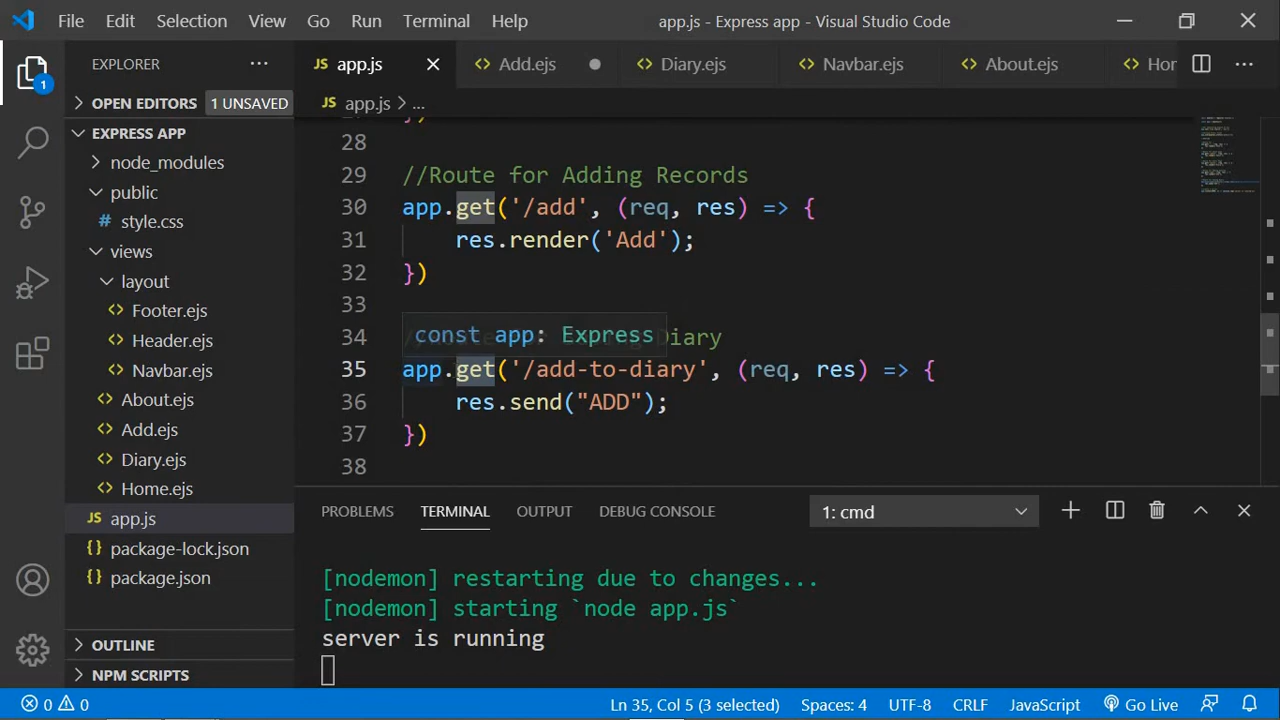 File Edit Selection View Go Run Terminal Help app.js - Express app - Visual Studio Code
EXPLORER
app.js
Add.ejs
Diary.ejs
Navbar.ejs
About.ejs
Hor
1
OPEN EDITORS 1 UNSAVED
EXPRESS APP
node_modules
public
style.css
views
layout
Footer.ejs
Header.ejs
Navbar.ejs
About.ejs
Add.ejs
Diary.ejs
Home.ejs
app.js
package-lock.json
package.json
OUTLINE
NPM SCRIPTS
app.js > ...
28
29 //Route for Adding Records
30 app.get('/add', (req, res) => {
31 res.render('Add');
32 })
33
const app: Express
34 Diary
35 app.get('/add-to-diary', (req, res) => {
36 res.send("ADD");
37 })
38
PROBLEMS TERMINAL OUTPUT DEBUG CONSOLE 1: cmd
[nodemon] restarting due to changes...
[nodemon] starting `node app.js`
server is running
0 0 Ln 35, Col 5 (3 selected) Spaces: 4 UTF-8 CRLF JavaScript Go Live